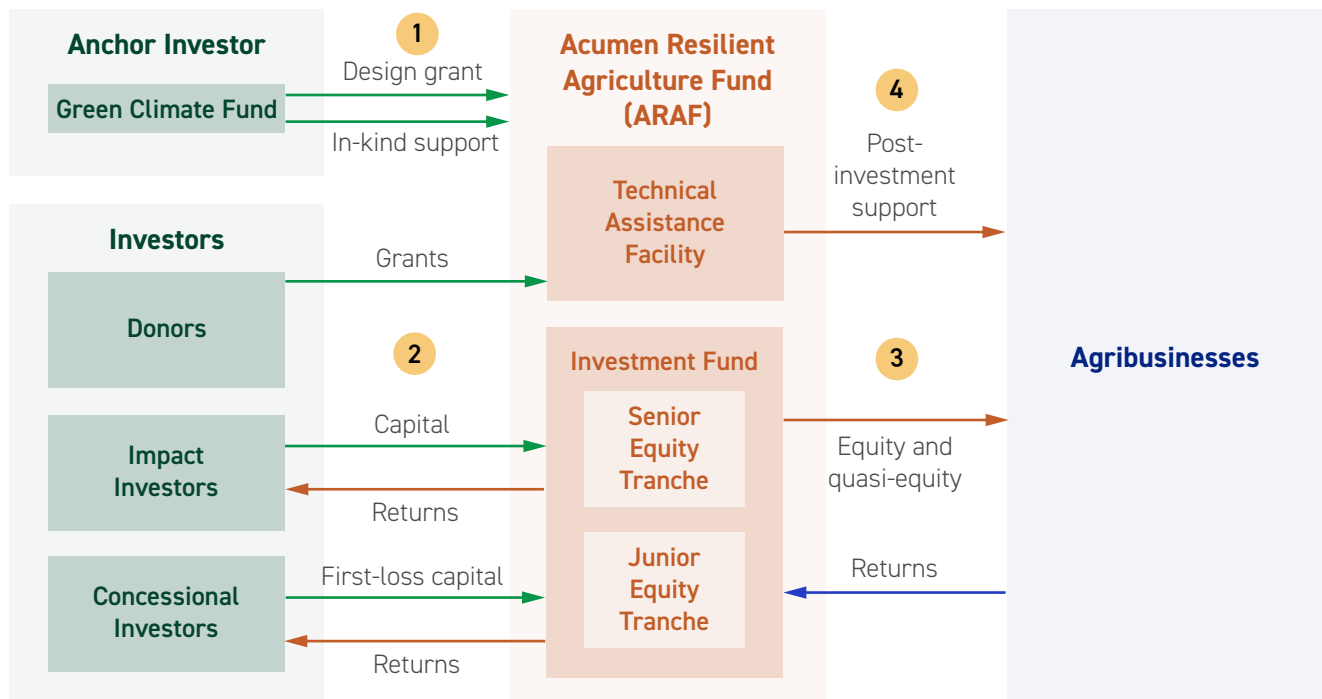 Anchor Investor
Green Climate Fund
1
Design grant
In-kind support
Acumen Resilient
Agriculture Fund
(ARAF)
Technical
Assistance
Facility
4
Post-
investment
support
Investors
Donors
Grants
2
Impact
Investors
Capital
Returns
Concessional
Investors
First-loss capital
Returns
Investment Fund
Senior
Equity
Tranche
Junior
Equity
Tranche
3
Equity and
quasi-equity
Returns
Agribusinesses